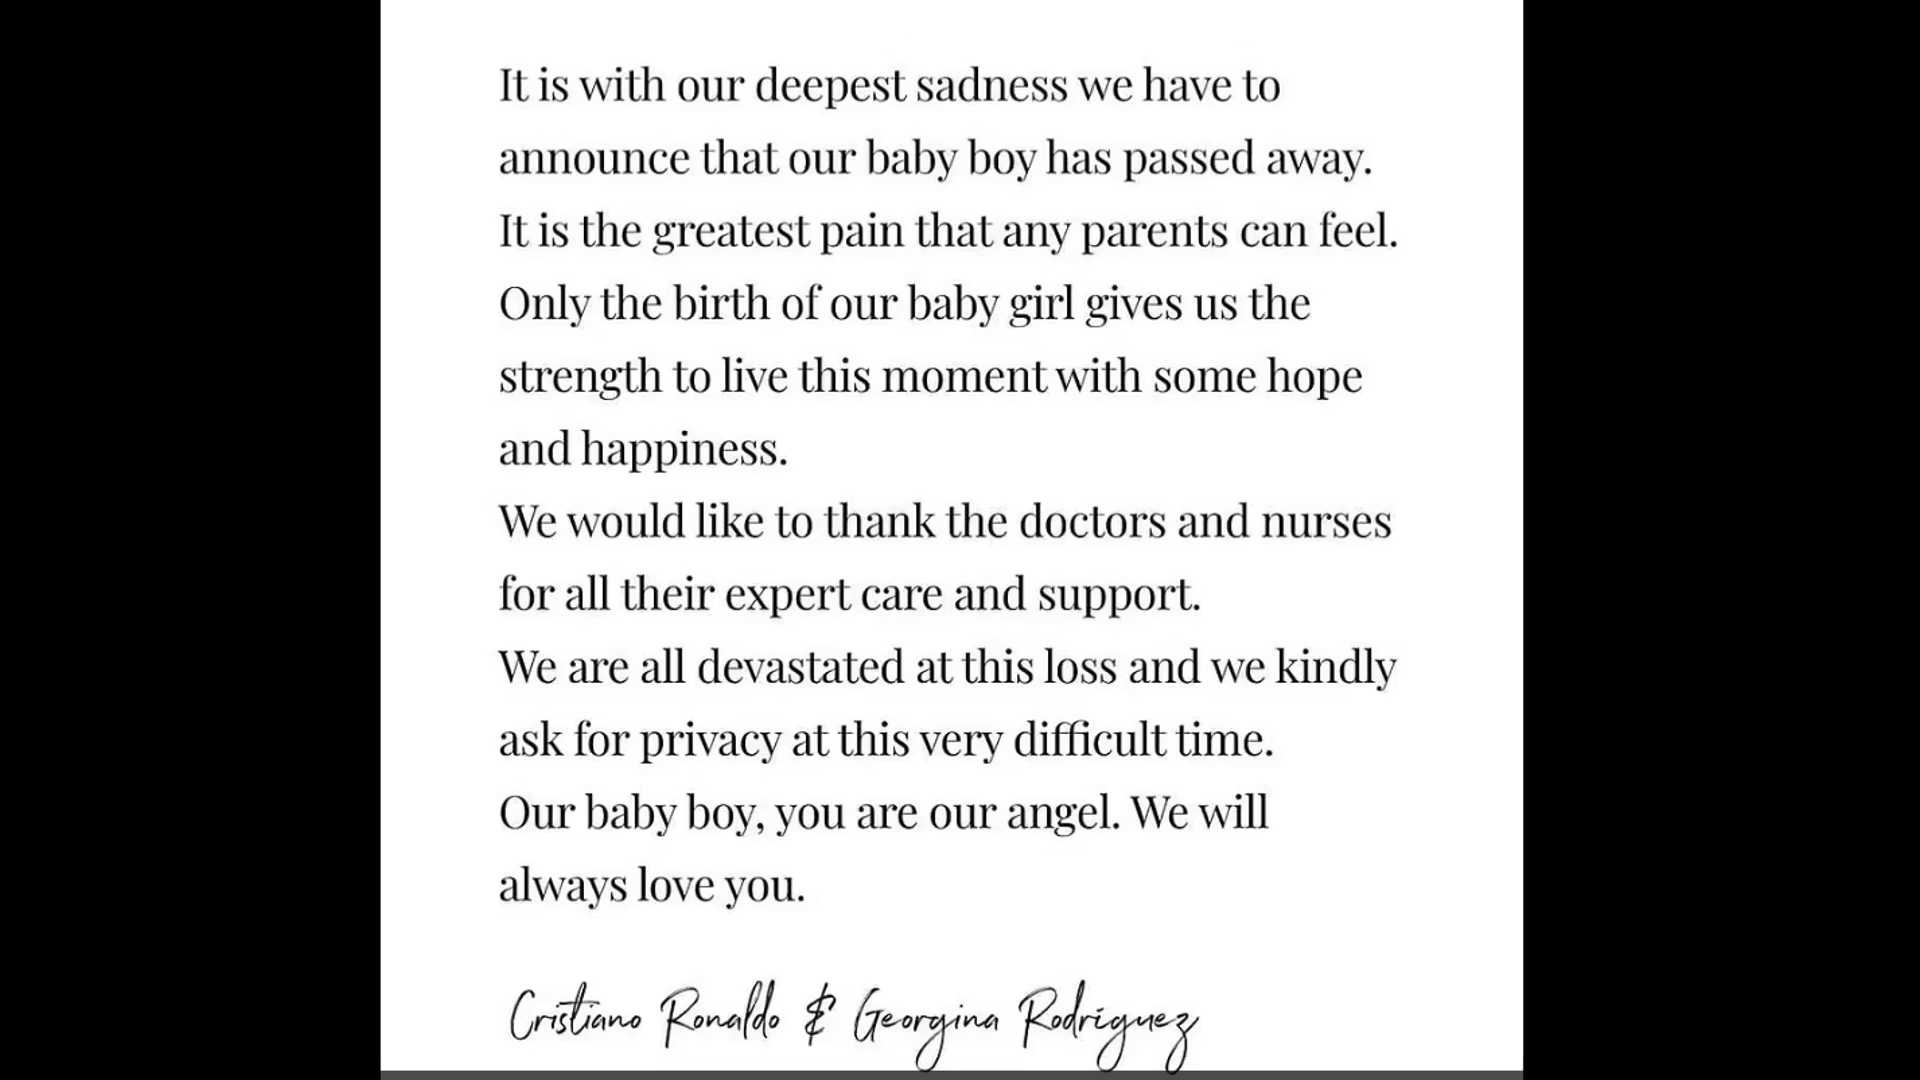 It is with our deepest sadness we have to
announce that our baby boy has passed away.
It is the greatest pain that any parents can feel.
Only the birth of our baby girl gives us the
strength to live this moment with some hope
and happiness.
We would like to thank the doctors and nurses
for all their expert care and support.
We are all devastated at this loss and we kindly
ask for privacy at this very difficult time.
Our baby boy, you are our angel. We will
always love you.
Cristiano Ronaldo & Georgina Rodriguez